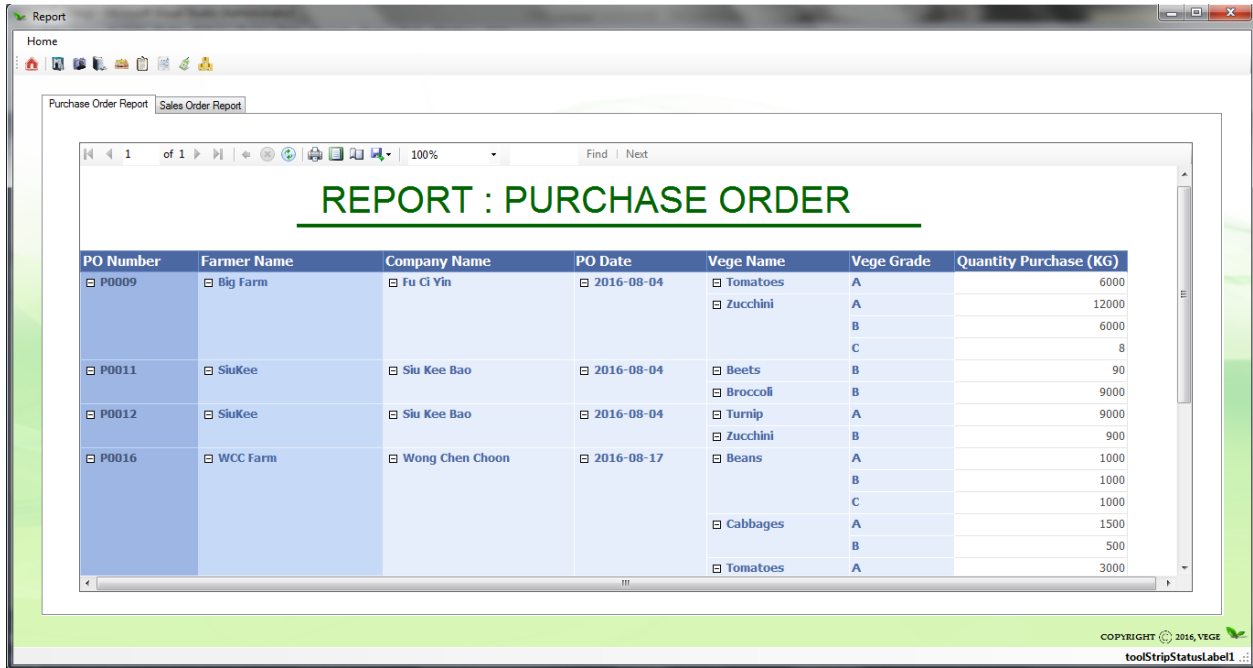 Report
Home
Purchase Order Report Sales Order Report
1 of 1 100% Find | Next
REPORT : PURCHASE ORDER
PO Number Farmer Name Company Name PO Date Vege Name Vege Grade Quantity Purchase (KG)
P0009 Big Farm Fu Ci Yin 2016-08-04 Tomatoes A 6000
Zucchini A 12000
B 6000
C 8
P0011 SiuKee Siu Kee Bao 2016-08-04 Beets B 90
Broccoli B 9000
P0012 SiuKee Siu Kee Bao 2016-08-04 Turnip A 9000
Zucchini B 900
P0016 WCC Farm Wong Chen Choon 2016-08-17 Beans A 1000
B 1000
C 1000
Cabbages A 1500
B 500
Tomatoes A 3000
COPYRIGHT © 2016, VEGE
toolStripStatusLabel1